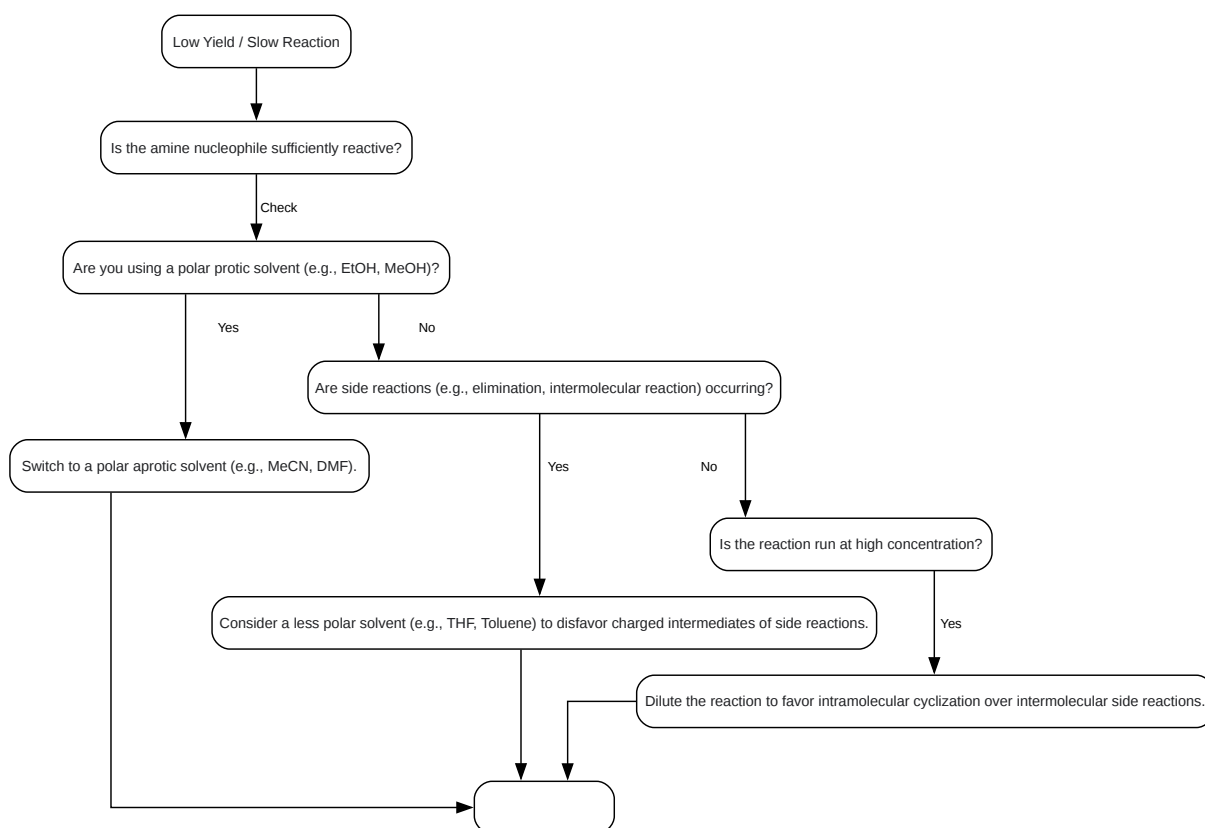 Low Yield / Slow Reaction
Is the amine nucleophile sufficiently reactive?
Check
Are you using a polar protic solvent (e.g., EtOH, MeOH)?
Yes
No
Are side reactions (e.g., elimination, intermolecular reaction) occurring?
Switch to a polar aprotic solvent (e.g., MeCN, DMF).
Yes
No
Is the reaction run at high concentration?
Consider a less polar solvent (e.g., THF, Toluene) to disfavor charged intermediates of side reactions.
Yes
Dilute the reaction to favor intramolecular cyclization over intermolecular side reactions.